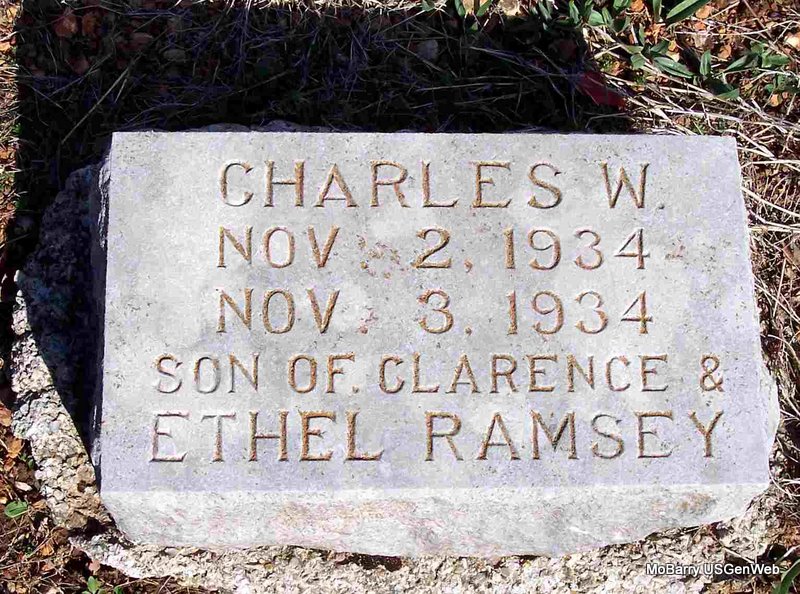 CHARLES W.
NOV. 2, 1934
NOV. 3, 1934
SON OF CLARENCE &
ETHEL RAMSEY
MoBarry.USGenWeb